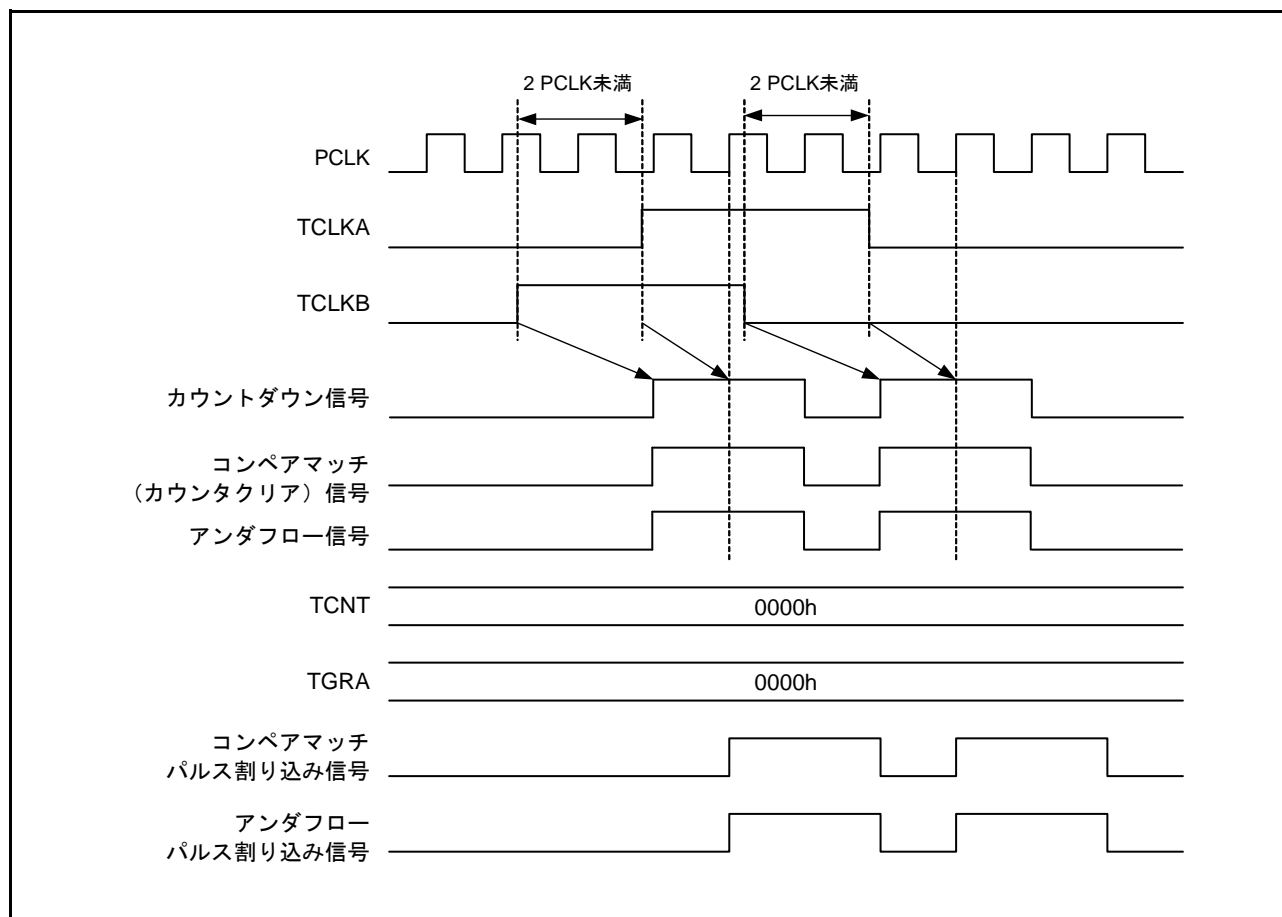 2 PCLK未満 2 PCLK未満
PCLK
TCLKA
TCLKB
カウントダウン信号
コンペアマッチ
（カウンタクリア）信号
アンダフロー信号
TCNT 0000h
TGRA 0000h
コンペアマッチ
パルス割り込み信号
アンダフロー
パルス割り込み信号